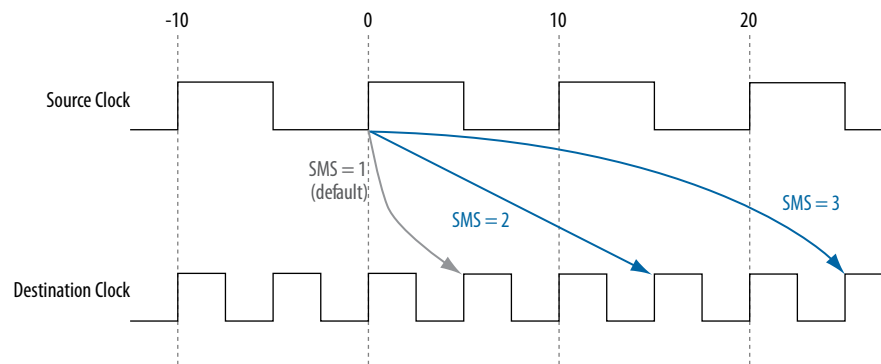 -10 0 10 20
Source Clock
SMS = 1
(default)
SMS = 2
SMS = 3
Destination Clock